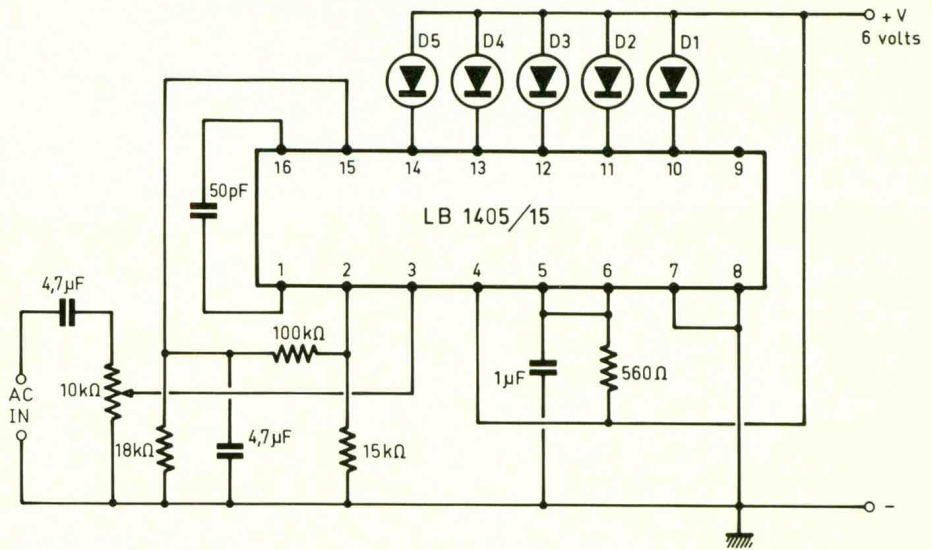 D5 D4 D3 D2 D1
+ V
6 volts
16 15 14 13 12 11 10 9
50pF
LB 1405/15
1 2 3 4 5 6 7 8
4,7µF
100kΩ
AC
IN
10kΩ
1µF
560Ω
18kΩ
4,7µF
15kΩ
-